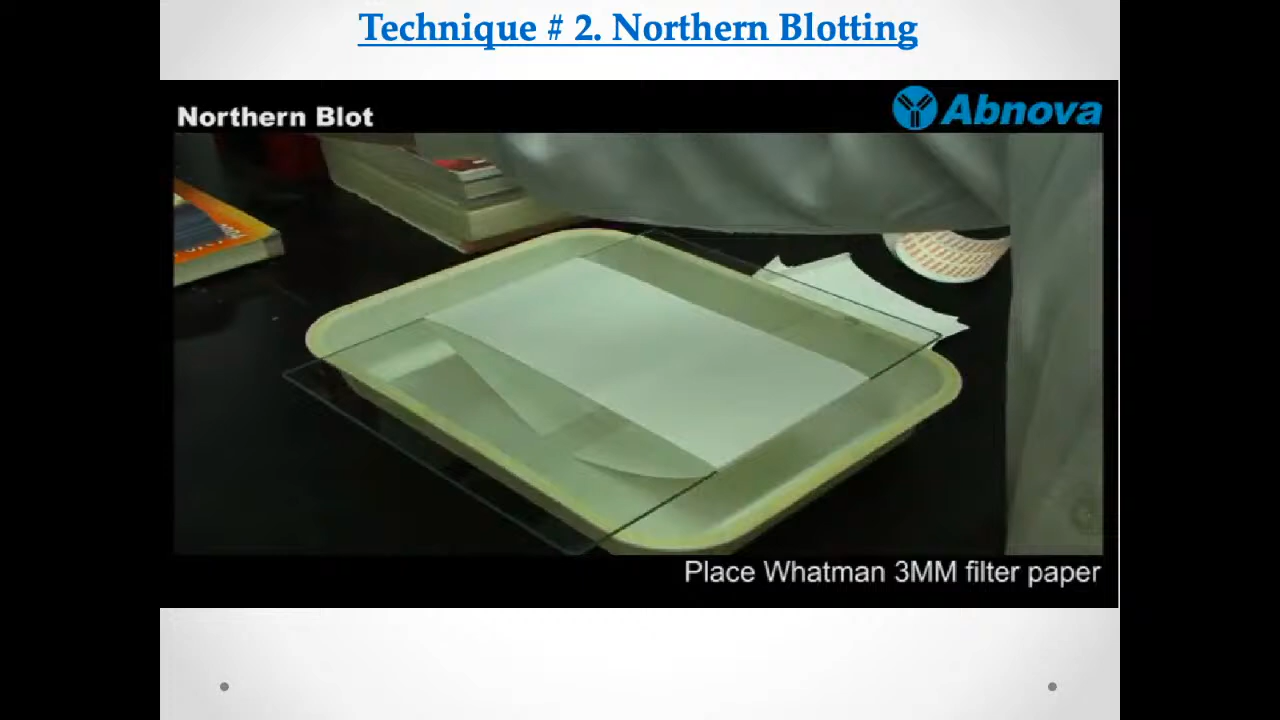 Technique # 2. Northern Blotting
Northern Blot
Abnova
Place Whatman 3MM filter paper